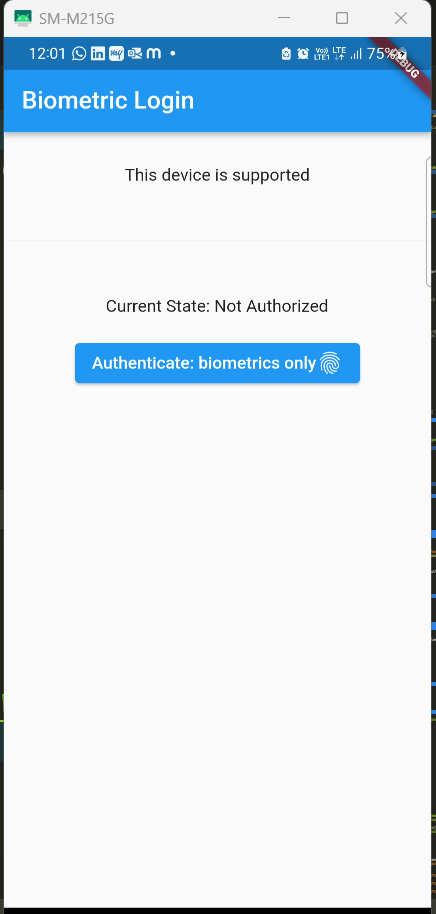 SM-M215G
12:01 in my m Vo)) LTE 75%
LTE1
DEBUG
Biometric Login
This device is supported
Current State: Not Authorized
Authenticate: biometrics only